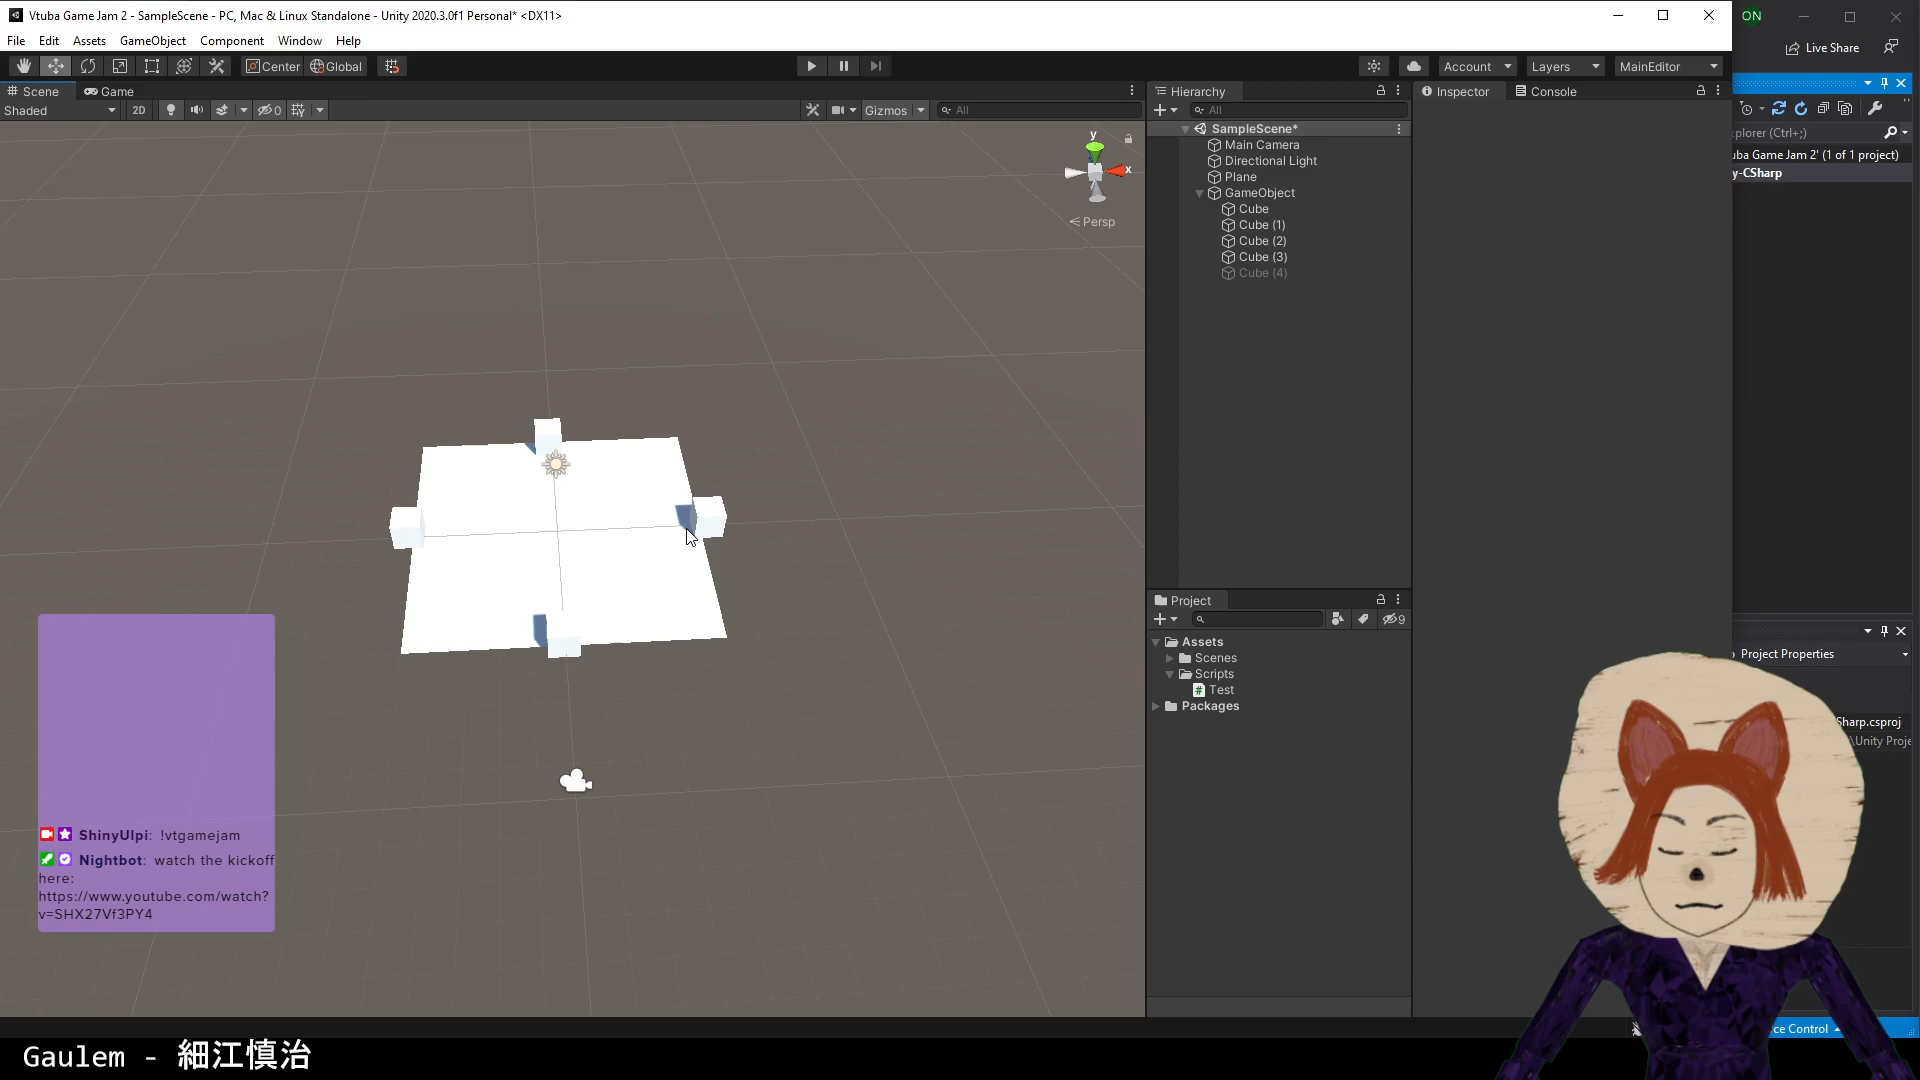 Vtuba Game Jam 2 - SampleScene - PC, Mac & Linux Standalone - Unity 2020.3.0f1 Personal* <DX11>
ON
File Edit Assets GameObject Component Window Help
Live Share
Center Global
Account Layers MainEditor
Scene Game
Hierarchy
Inspector Console
Shaded 2D 0 Gizmos All
All
plorer (Ctrl+;)
SampleScene*
Main Camera
Directional Light
Plane
GameObject
Cube
Cube (1)
Cube (2)
Cube (3)
Cube (4)
uba Game Jam 2' (1 of 1 project)
y-CSharp
y
x
Persp
Project
9
Assets
Scenes
Scripts
Test
Packages
Project Properties
Sharp.csproj
\Unity Proje
ShinyUlpi: !vtgamejam
Nightbot: watch the kickoff
here:
https://www.youtube.com/watch?
v=SHX27Vf3PY4
rce Control
Gaulem - 細江慎治